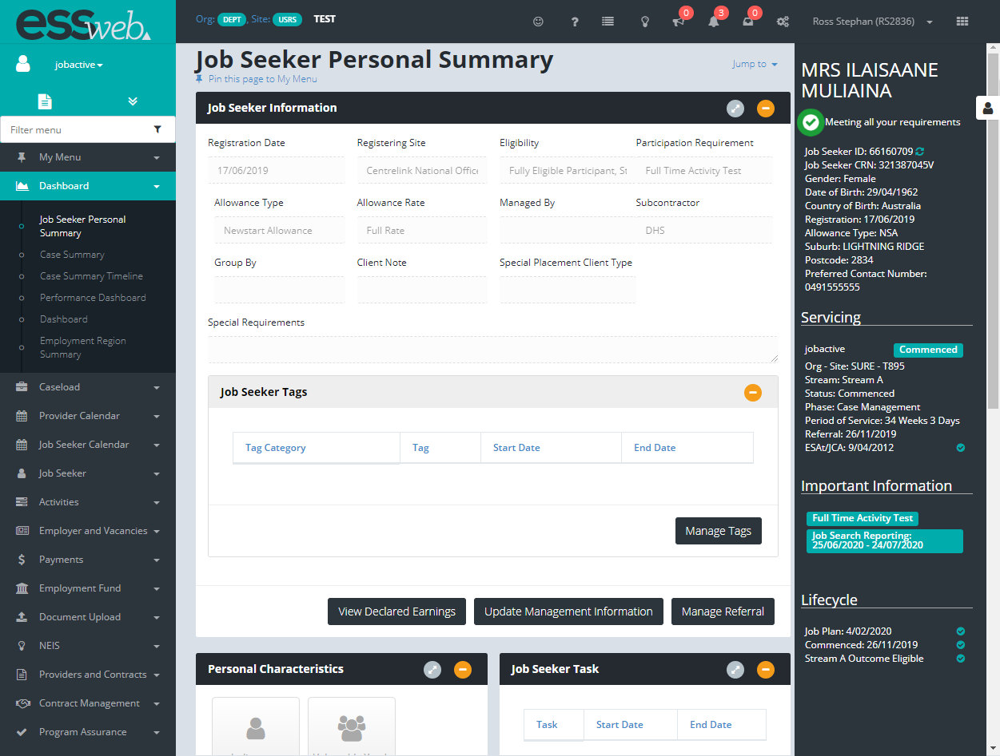 essweb
jobactive
Filter menu
My Menu
Dashboard
Job Seeker Personal
Summary
Case Summary
Case Summary Timeline
Performance Dashboard
Dashboard
Employment Region
Summary
Caseload
Provider Calendar
Job Seeker Calendar
Job Seeker
Activities
Employer and Vacancies
Payments
Employment Fund
Document Upload
NEIS
Providers and Contracts
Contract Management
Program Assurance
Org: DEPT, Site: USRS TEST
? 0 3 0
Ross Stephan (RS2836)
Job Seeker Personal Summary
Jump to
Pin this page to My Menu
Job Seeker Information
Registration Date Registering Site Eligibility Participation Requirement
17/06/2019 Centrelink National Office Fully Eligible Participant, St Full Time Activity Test
Allowance Type Allowance Rate Managed By Subcontractor
Newstart Allowance Full Rate DHS
Group By Client Note Special Placement Client Type
Special Requirements
Job Seeker Tags
Tag Category Tag Start Date End Date
Manage Tags
View Declared Earnings Update Management Information Manage Referral
Personal Characteristics
Job Seeker Task
Task Start Date End Date
MRS ILAISAANE
MULIAINA
Meeting all your requirements
Job Seeker ID: 66160709
Job Seeker CRN: 321387045V
Gender: Female
Date of Birth: 29/04/1962
Country of Birth: Australia
Registration: 17/06/2019
Allowance Type: NSA
Suburb: LIGHTNING RIDGE
Postcode: 2834
Preferred Contact Number:
0491555555
Servicing
jobactive Commenced
Org - Site: SURE - T895
Stream: Stream A
Status: Commenced
Phase: Case Management
Period of Service: 34 Weeks 3 Days
Referral: 26/11/2019
ESAt/JCA: 9/04/2012
Important Information
Full Time Activity Test
Job Search Reporting:
25/06/2020 - 24/07/2020
Lifecycle
Job Plan: 4/02/2020
Commenced: 26/11/2019
Stream A Outcome Eligible